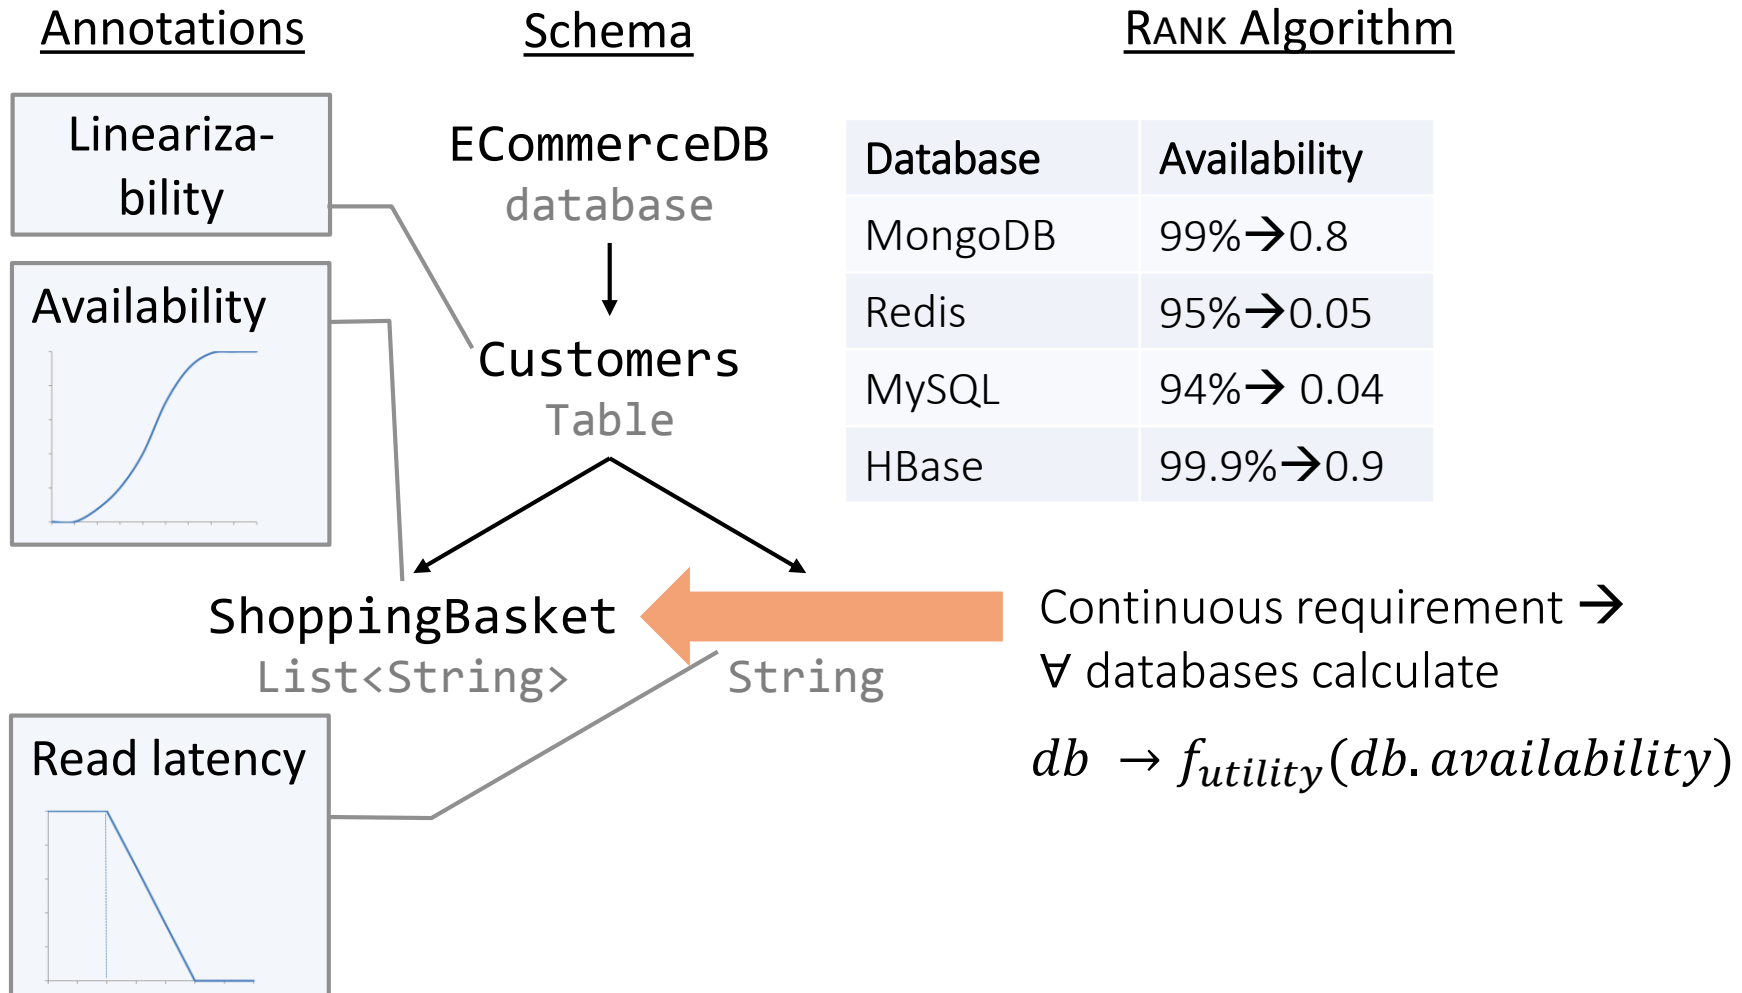 Annotations
Schema
RANK Algorithm
Lineariza-
bility
Availability
Read latency
ECommerceDB
database
Customers
Table
ShoppingBasket
List<String>
String
Database Availability
MongoDB 99%→0.8
Redis 95%→0.05
MySQL 94%→ 0.04
HBase 99.9%→0.9
Continuous requirement →
∀ databases calculate
db → f_utility(db.availability)